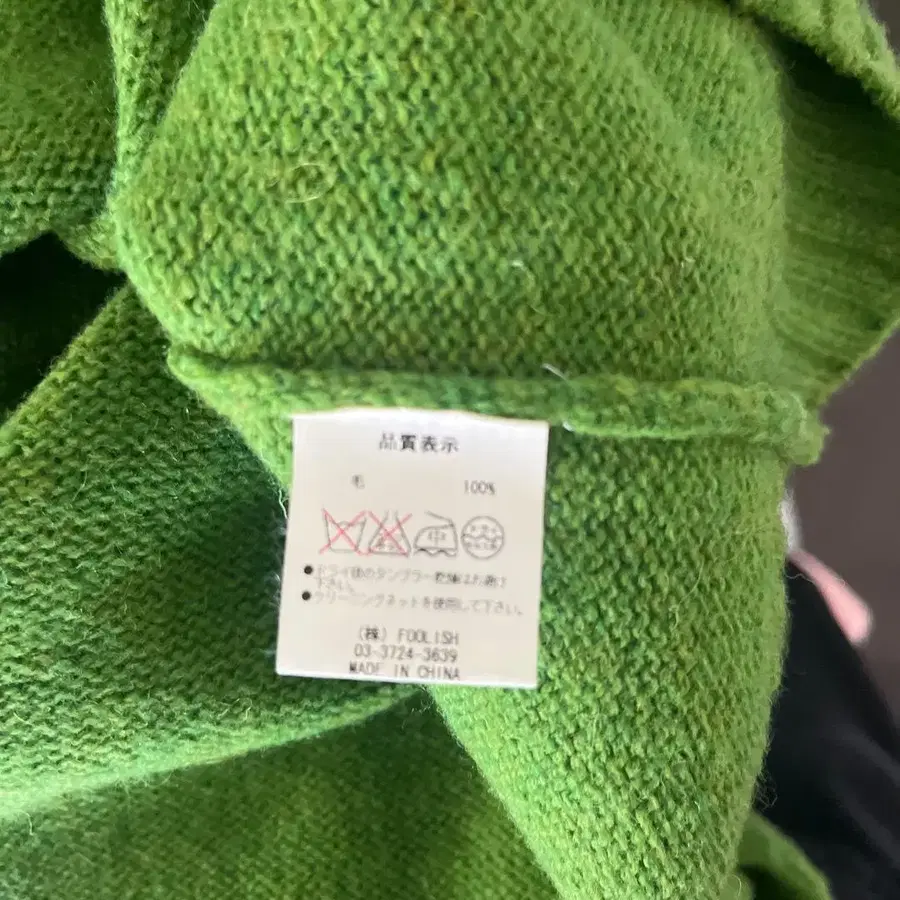 品質表示
毛 100%
中
●ドライ後のタンブラー乾燥はお避け
下さい。
●クリーニングネットを使用して下さい。
(株) FOOLISH
03-3724-3639
MADE IN CHINA